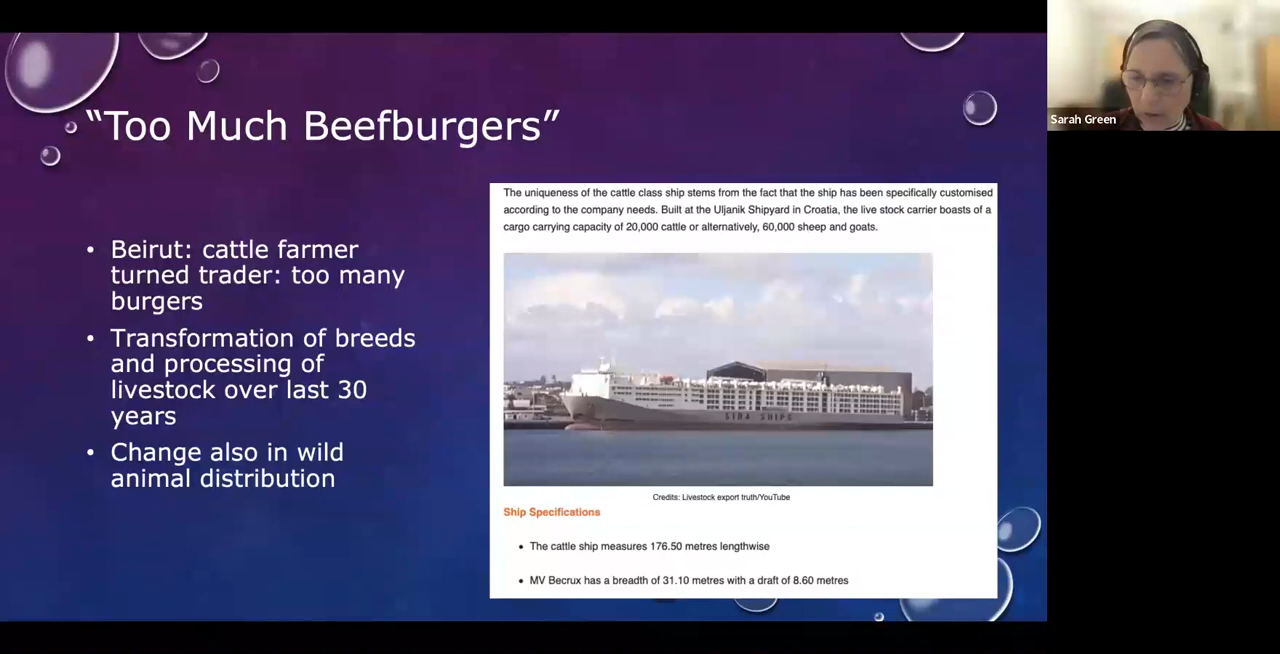 “Too Much Beefburgers”
• Beirut: cattle farmer
turned trader: too many
burgers
• Transformation of breeds
and processing of
livestock over last 30
years
• Change also in wild
animal distribution
The uniqueness of the cattle class ship stems from the fact that the ship has been specifically customised
according to the company needs. Built at the Uljanik Shipyard in Croatia, the live stock carrier boasts of a
cargo carrying capacity of 20,000 cattle or alternatively, 60,000 sheep and goats.
SIBA SHIPS
Credits: Livestock export truth/YouTube
Ship Specifications
• The cattle ship measures 176.50 metres lengthwise
• MV Becrux has a breadth of 31.10 metres with a draft of 8.60 metres
Sarah Green